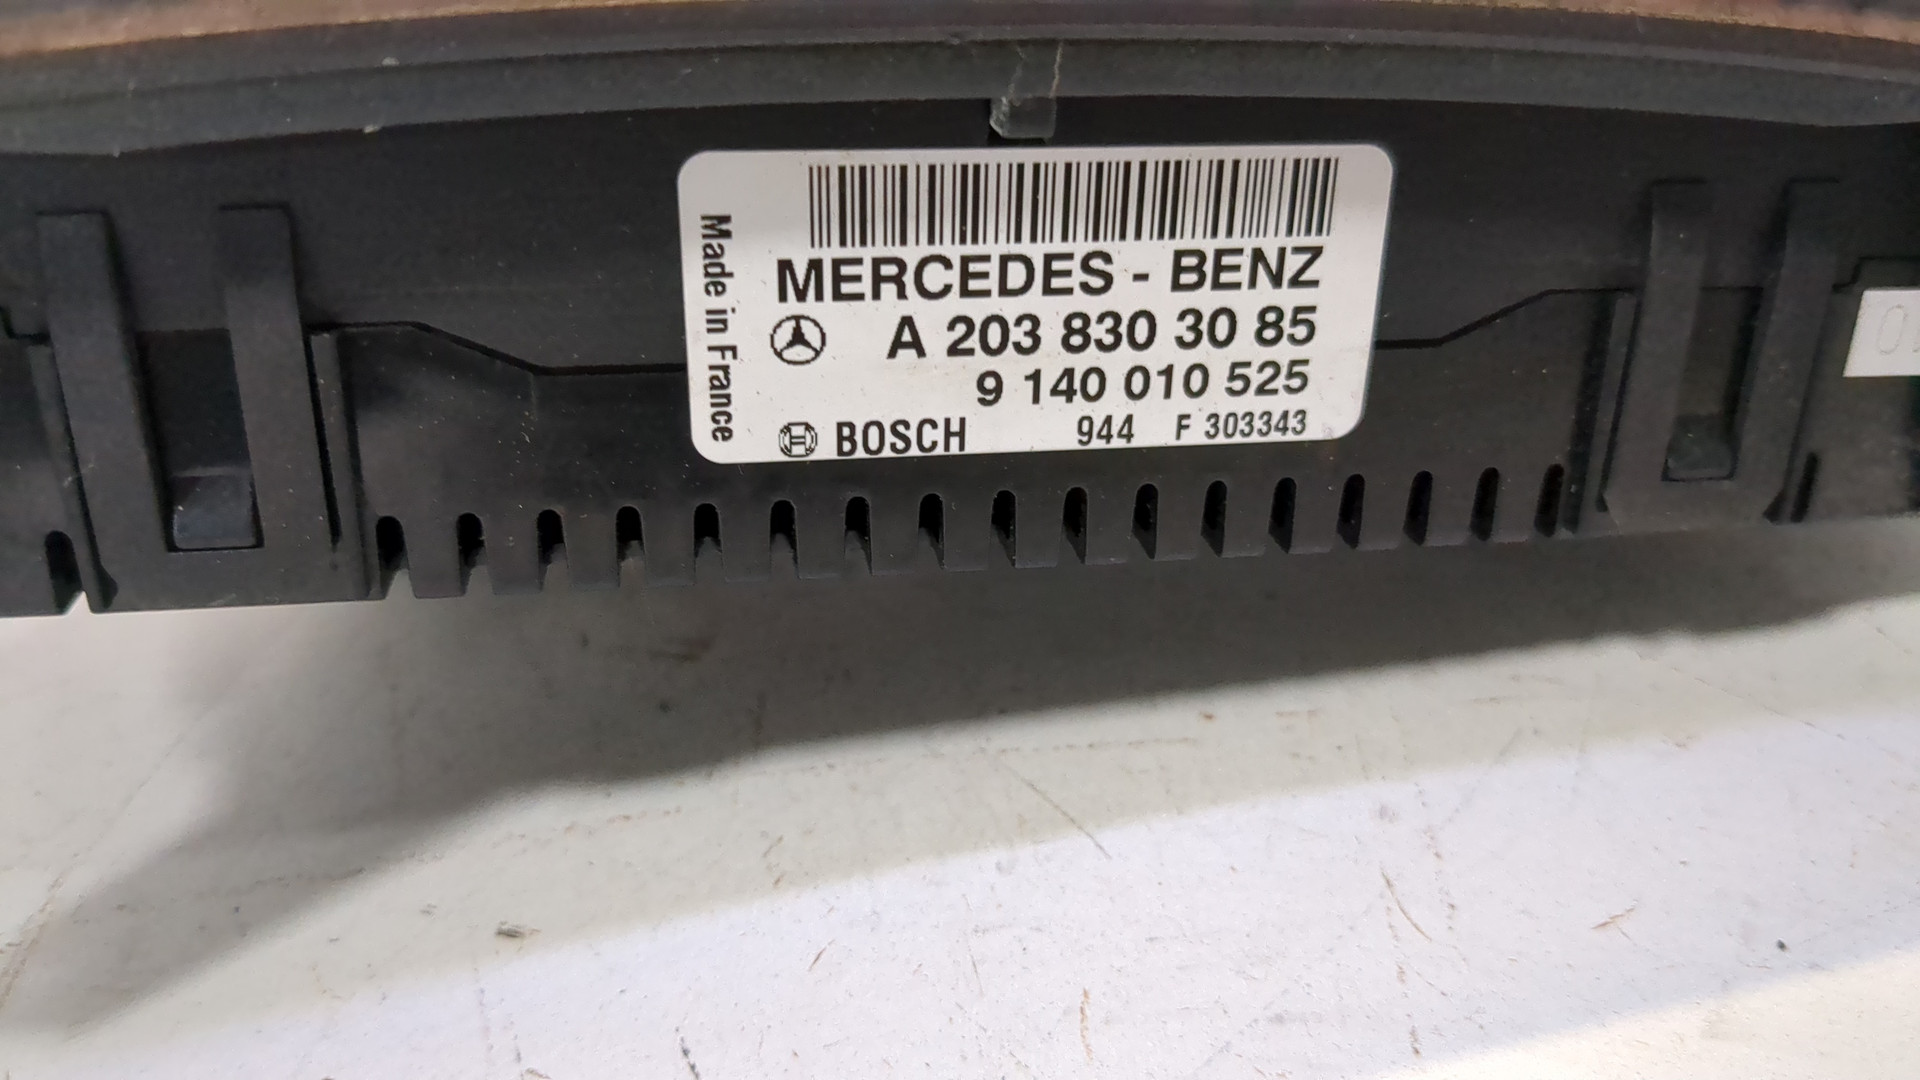 MERCEDES - BENZ
A 203 830 30 85
9 140 010 525
BOSCH 944 F 303343
Made in France